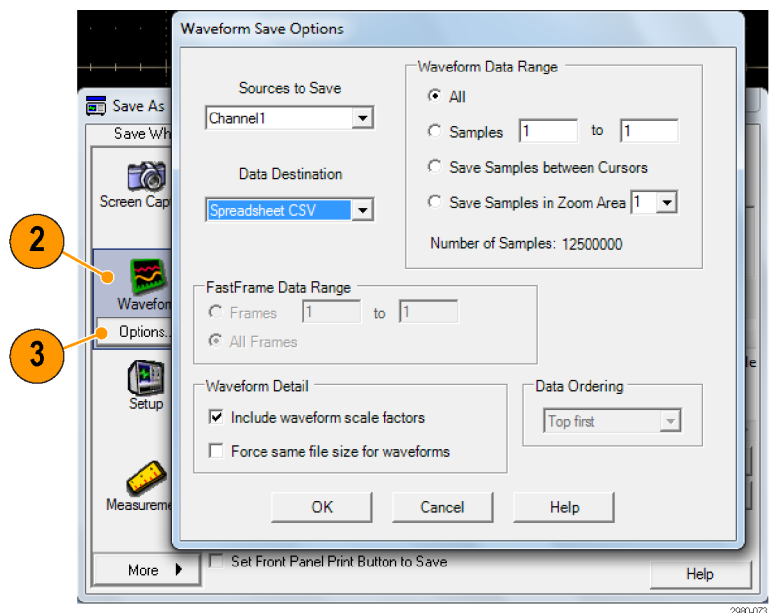 Waveform Save Options
Save As
Save Wh
Screen Cap
2
Wavefor
Options..
3
Setup
Measureme
More
Sources to Save
Channel1
Data Destination
Spreadsheet CSV
Waveform Data Range
All
Samples 1 to 1
Save Samples between Cursors
Save Samples in Zoom Area 1
Number of Samples: 12500000
FastFrame Data Range
Frames 1 to 1
All Frames
Waveform Detail
Include waveform scale factors
Force same file size for waveforms
Data Ordering
Top first
OK Cancel Help
le
Set Front Panel Print Button to Save
Help
2980-073